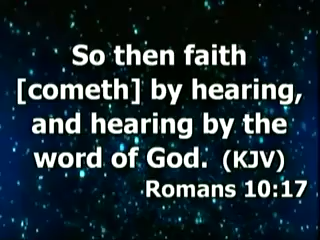 So then faith
[cometh] by hearing,
and hearing by the
word of God. (KJV)
Romans 10:17